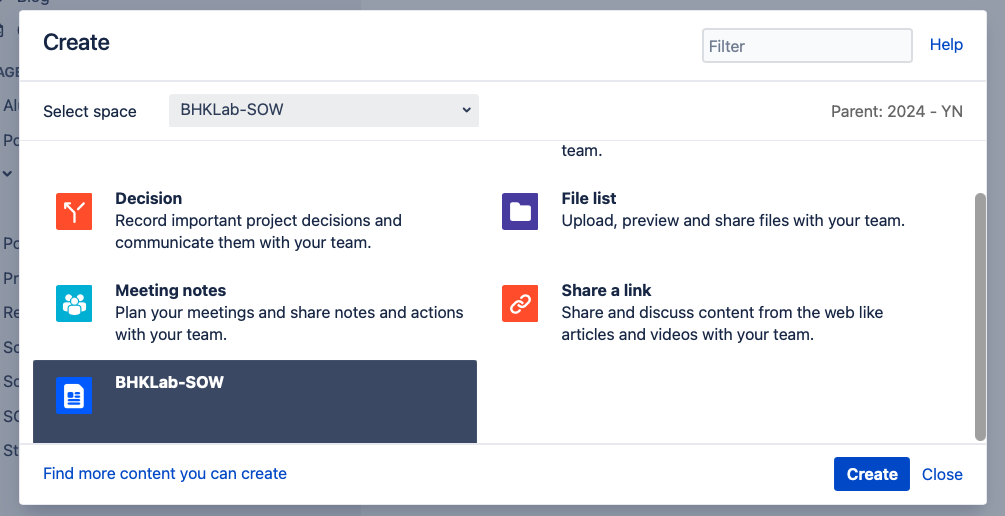 Blog
Create
Filter
Help
Select space
BHKLab-SOW
Parent: 2024 - YN
team.
Decision
Record important project decisions and
communicate them with your team.
File list
Upload, preview and share files with your team.
Meeting notes
Plan your meetings and share notes and actions
with your team.
Share a link
Share and discuss content from the web like
articles and videos with your team.
BHKLab-SOW
Find more content you can create
Create
Close